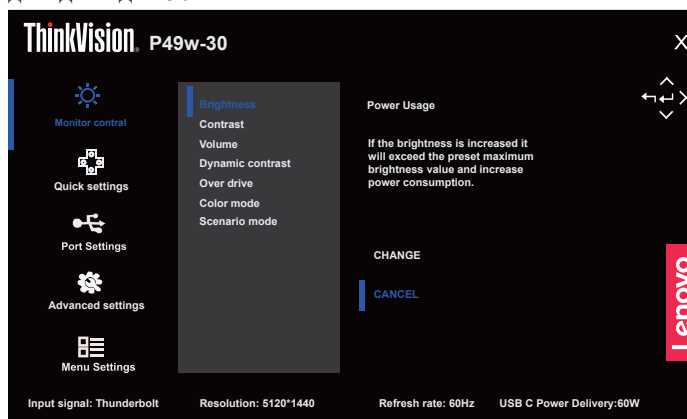 ThinkVision. P49w-30
X
Monitor contral
Quick settings
Port Settings
Advanced settings
Menu Settings
Brightness
Contrast
Volume
Dynamic contrast
Over drive
Color mode
Scenario mode
Power Usage
If the brightness is increased it
will exceed the preset maximum
brightness value and increase
power consumption.
CHANGE
CANCEL
Lenovo
Input signal: Thunderbolt Resolution: 5120*1440 Refresh rate: 60Hz USB C Power Delivery:60W